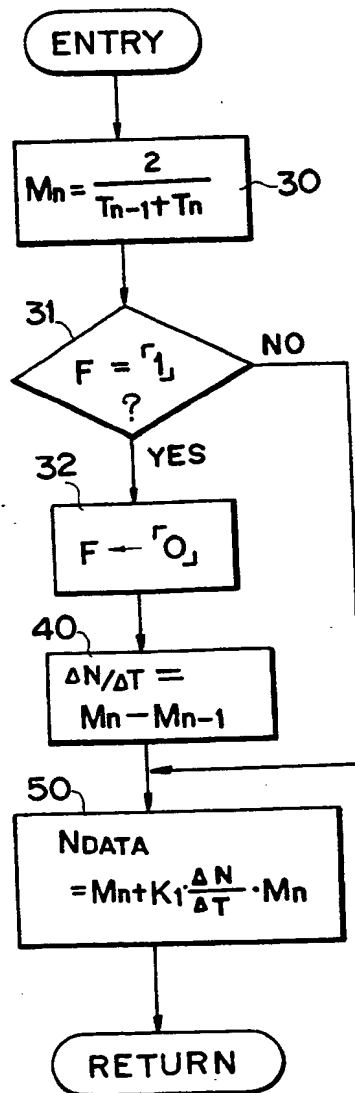 ENTRY
Mn = 2 / (Tn-1 + Tn)
30
31
F = 「1」
?
NO
YES
32
F ← 「0」
40
ΔN/ΔT =
Mn − Mn-1
50
NDATA
= Mn + K1 · ΔN/ΔT · Mn
RETURN